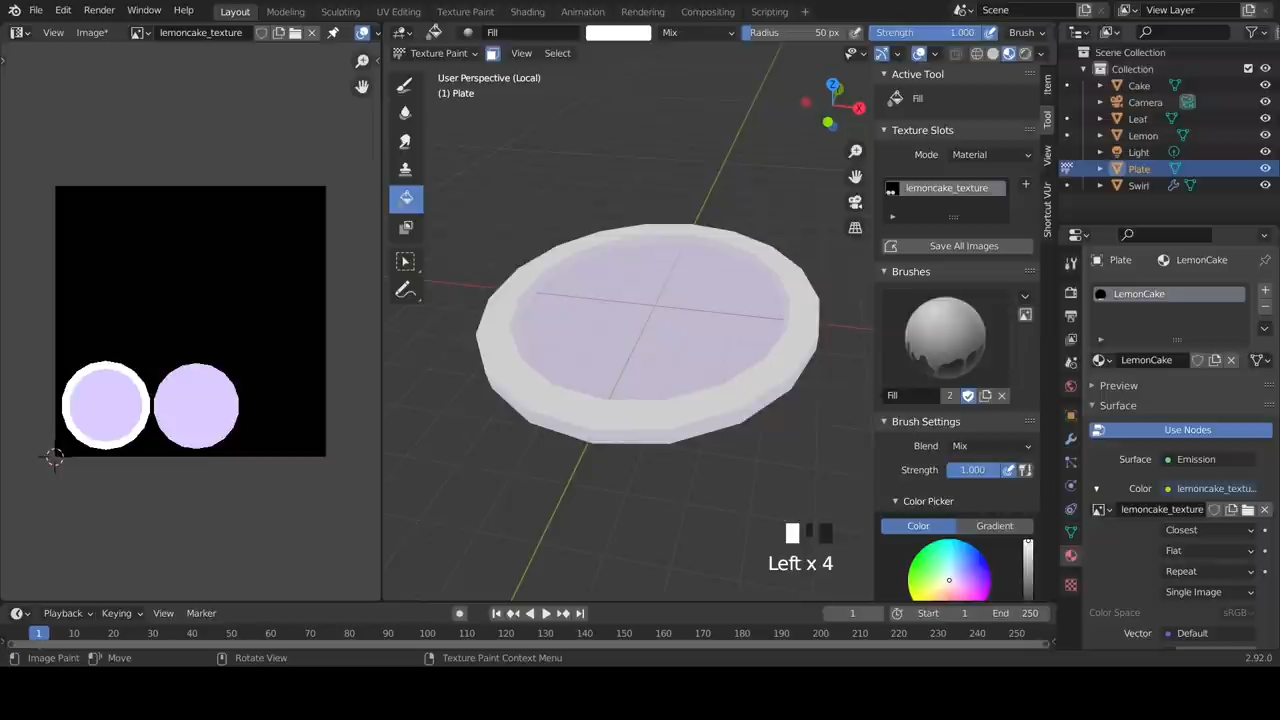 File Edit Render Window Help Layout Modeling Sculpting UV Editing Texture Paint Shading Animation Rendering Compositing Scripting Scene View Layer
View Image* lemoncake_texture Fill Mix Radius 50 px Strength 1.000 Brush
Texture Paint View Select
User Perspective (Local)
(1) Plate
Z
X
Left x 4
Active Tool
Fill
Texture Slots
Mode Material
lemoncake_texture
Save All Images
Brushes
Fill 2
Brush Settings
Blend Mix
Strength 1.000
Color Picker
Color Gradient
Item
Tool
View
Shortcut VUr
Scene Collection
Collection
Cake
Camera
Leaf
Lemon
Light
Plate
Swirl
Plate LemonCake
LemonCake
LemonCake
Preview
Surface
Use Nodes
Surface Emission
Color lemoncake_textu...
lemoncake_texture
Closest
Flat
Repeat
Single Image
Color Space sRGB
Vector Default
Playback Keying View Marker 1 Start 1 End 250
1 10 20 30 40 50 60 70 80 90 100 110 120 130 140 150 160 170 180 190 200 210 220 230 240 250
Image Paint Move Rotate View Texture Paint Context Menu 2.92.0